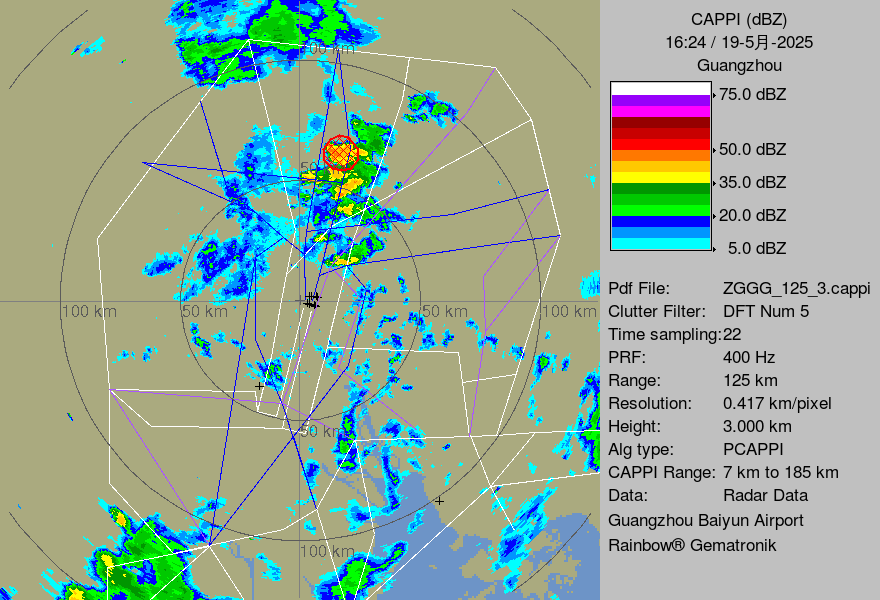 CAPPI (dBZ)
16:24 / 19-5月-2025
Guangzhou
75.0 dBZ
50.0 dBZ
35.0 dBZ
20.0 dBZ
5.0 dBZ
Pdf File: ZGGG_125_3.cappi
Clutter Filter: DFT Num 5
Time sampling:22
PRF: 400 Hz
Range: 125 km
Resolution: 0.417 km/pixel
Height: 3.000 km
Alg type: PCAPPI
CAPPI Range: 7 km to 185 km
Data: Radar Data
Guangzhou Baiyun Airport
Rainbow® Gematronik
100 km
50 km
50 km
100 km
50 km
100 km